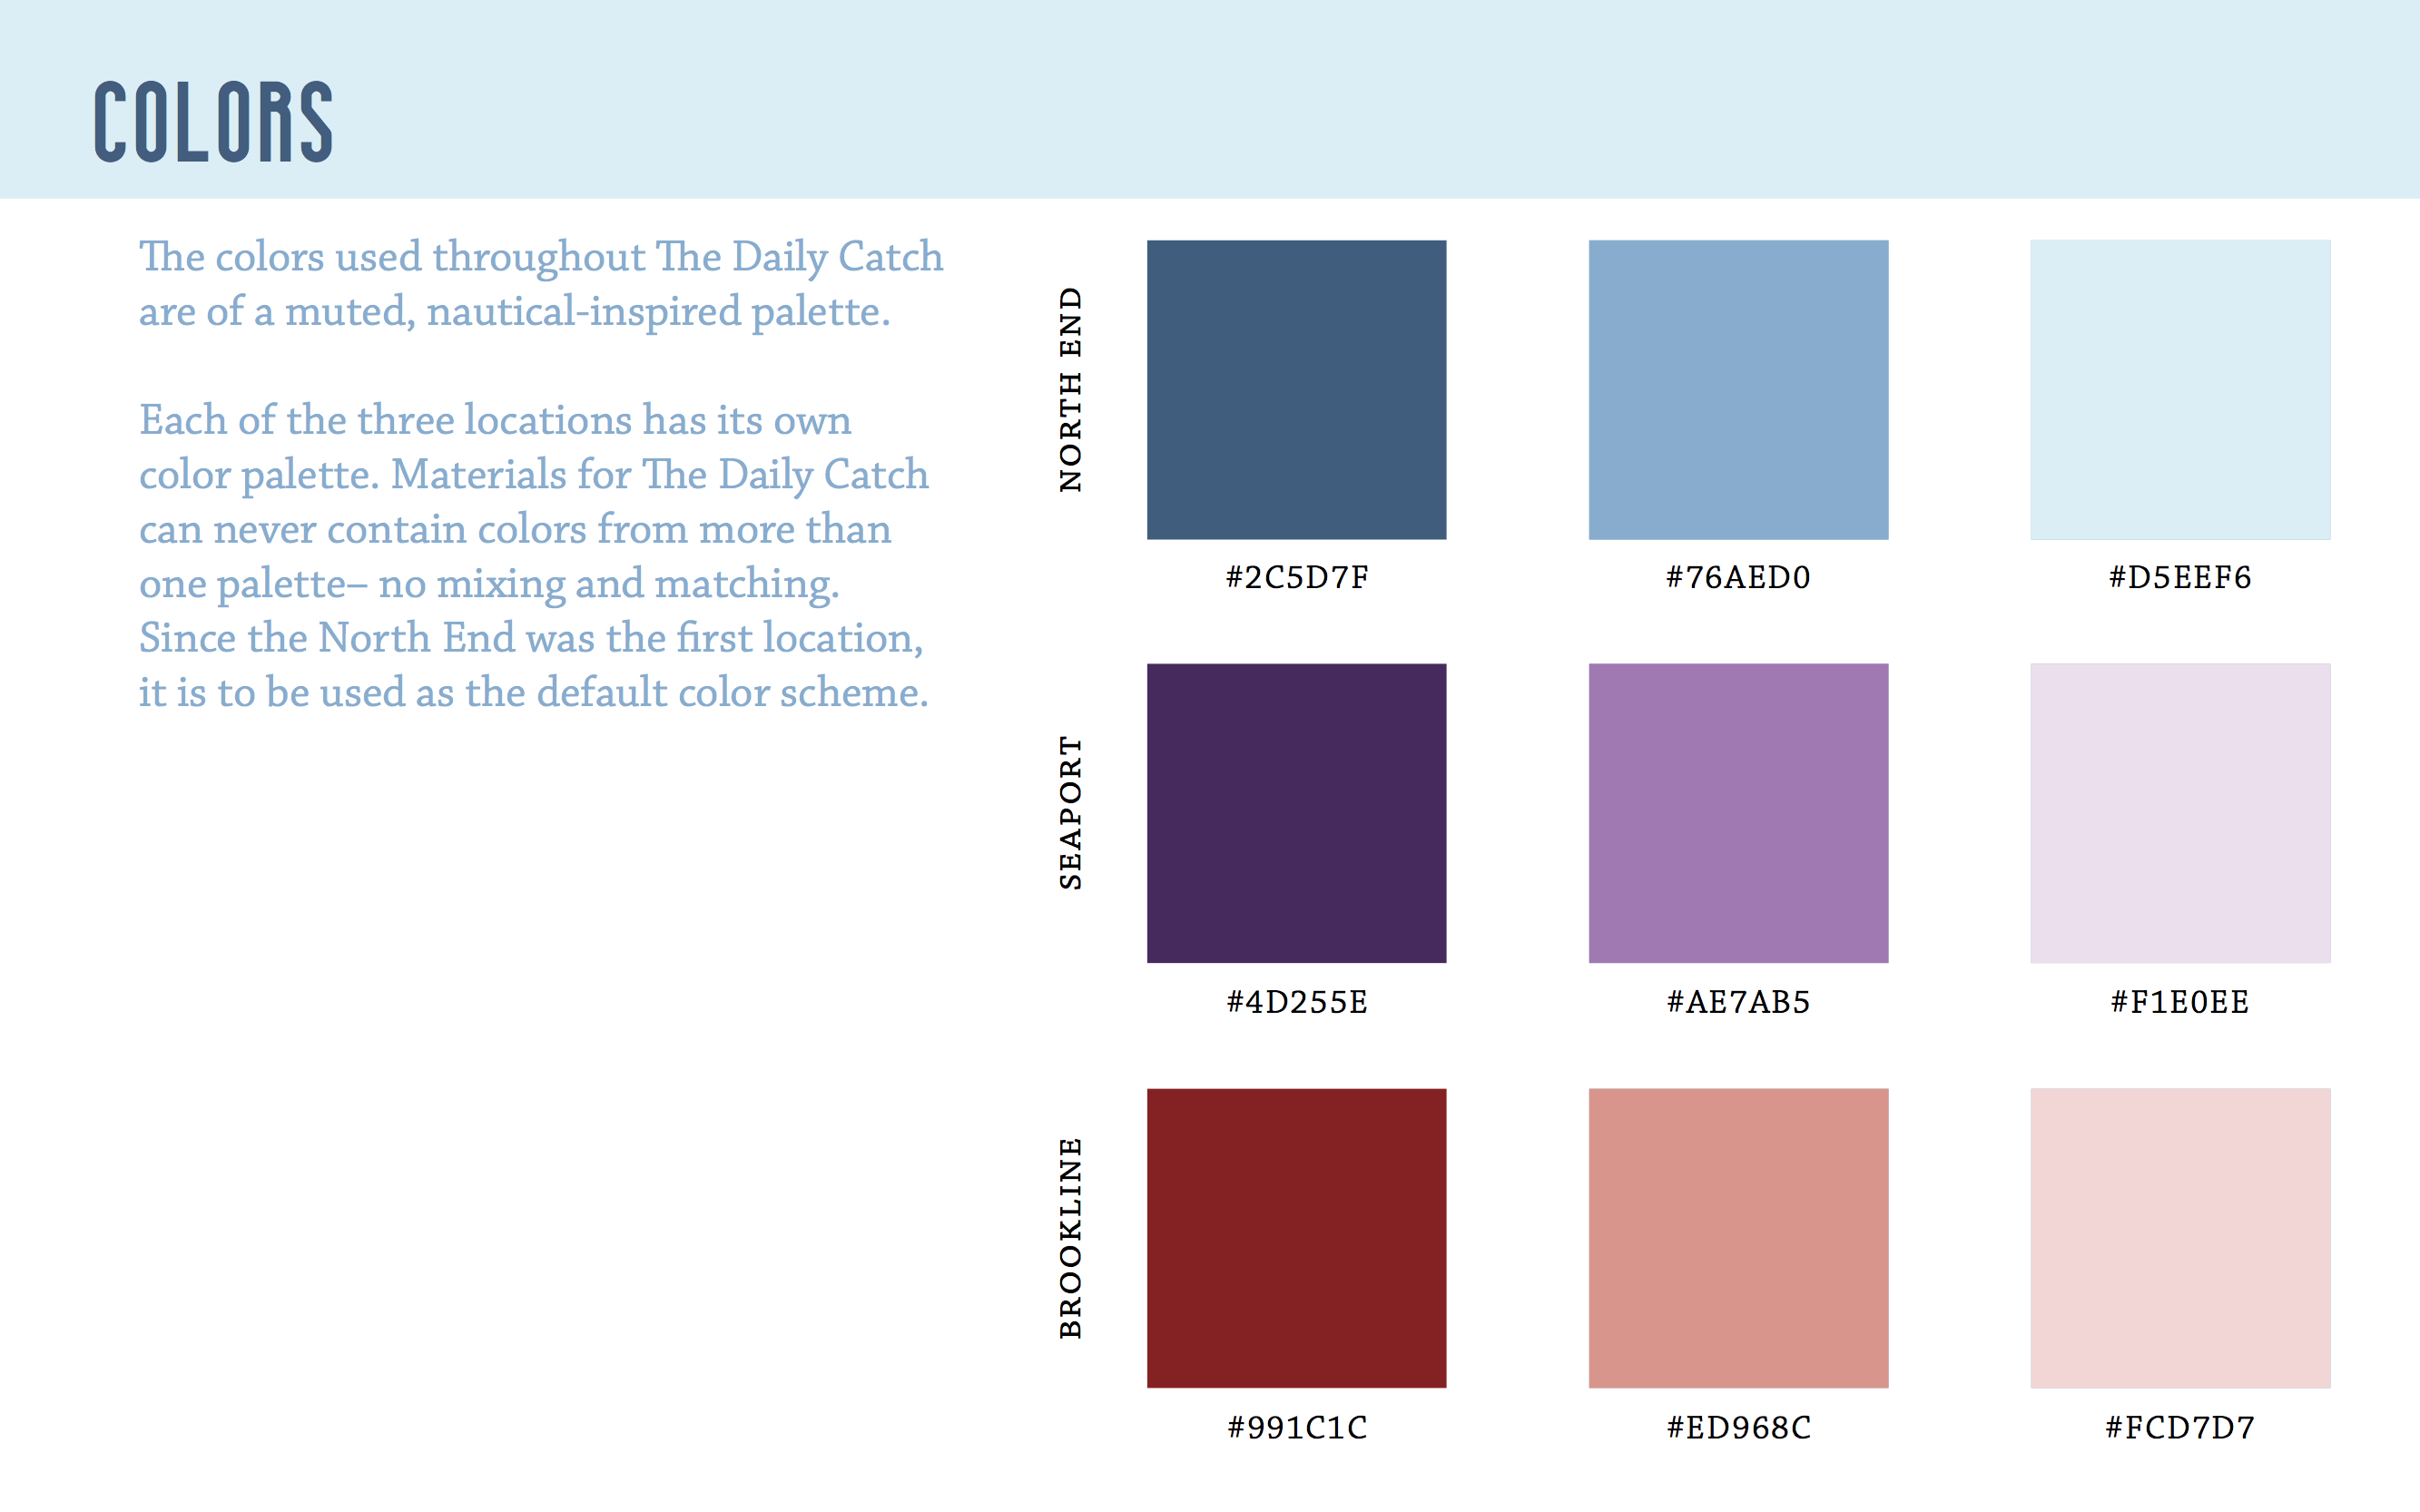 COLORS
The colors used throughout The Daily Catch
are of a muted, nautical-inspired palette.
Each of the three locations has its own
color palette. Materials for The Daily Catch
can never contain colors from more than
one palette– no mixing and matching.
Since the North End was the first location,
it is to be used as the default color scheme.
NORTH END
#2C5D7F
#76AED0
#D5EEF6
SEAPORT
#4D255E
#AE7AB5
#F1E0EE
BROOKLINE
#991C1C
#ED968C
#FCD7D7